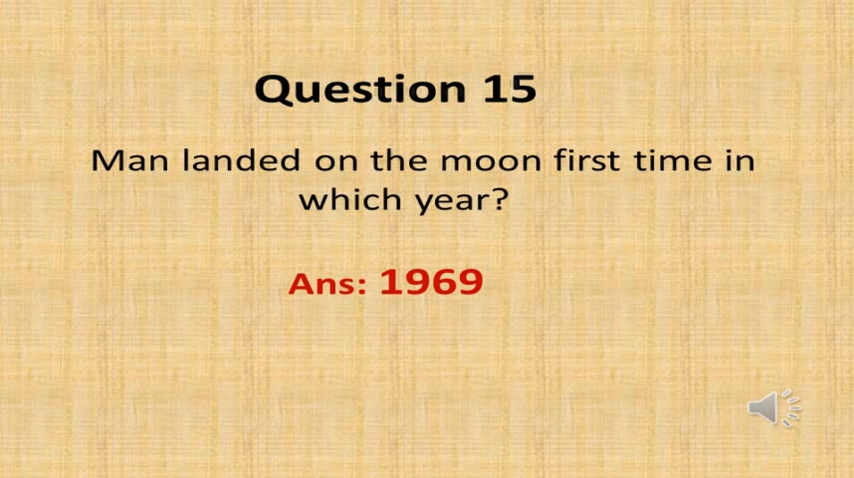 Question 15
Man landed on the moon first time in
which year?
Ans: 1969